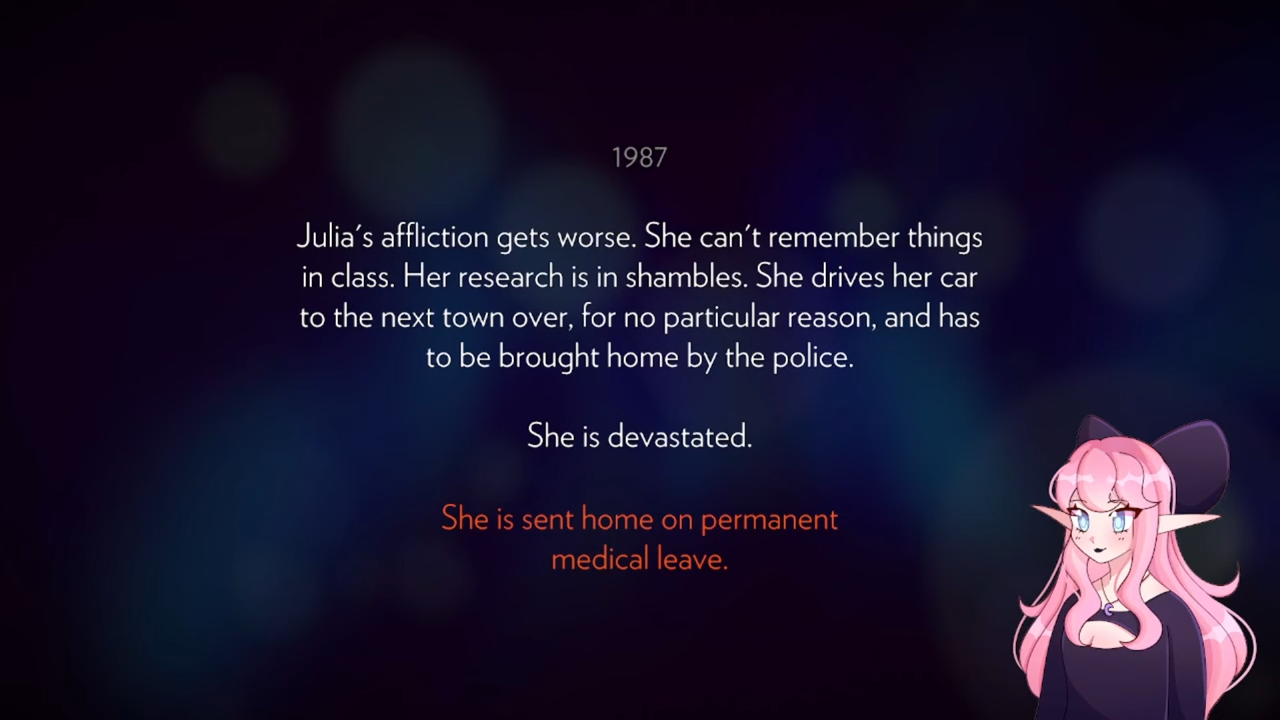 1987
Julia's affliction gets worse. She can't remember things
in class. Her research is in shambles. She drives her car
to the next town over, for no particular reason, and has
to be brought home by the police.
She is devastated.
She is sent home on permanent
medical leave.